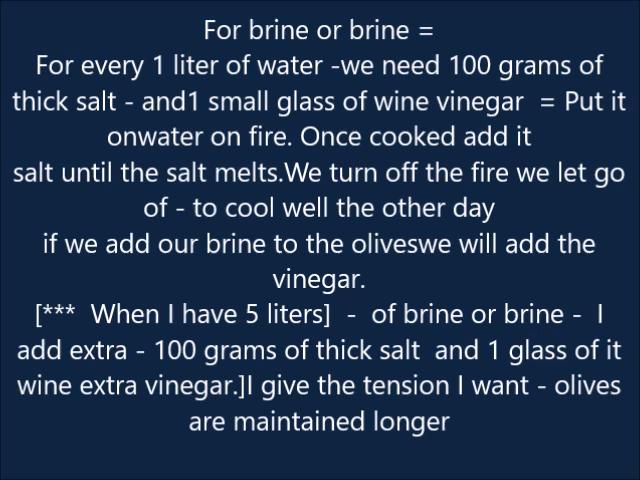 For brine or brine =
For every 1 liter of water -we need 100 grams of
thick salt - and1 small glass of wine vinegar  = Put it
onwater on fire. Once cooked add it
salt until the salt melts.We turn off the fire we let go
of - to cool well the other day
if we add our brine to the oliveswe will add the
vinegar.
[***  When I have 5 liters]  -  of brine or brine -  I
add extra - 100 grams of thick salt  and 1 glass of it
wine extra vinegar.]I give the tension I want - olives
are maintained longer